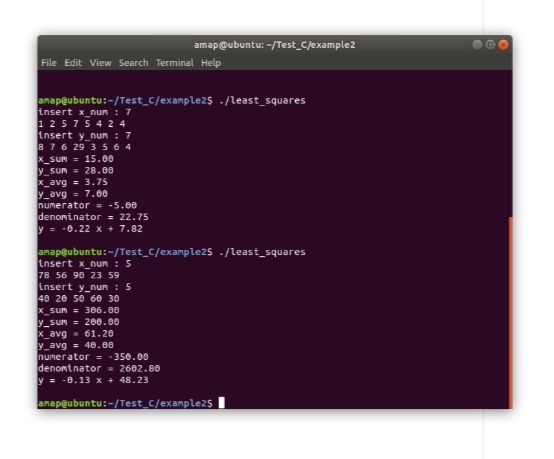 amap@ubuntu: ~/Test_C/example2
File Edit View Search Terminal Help
amap@ubuntu:~/Test_C/example2$ ./least_squares
insert x_num : 7
1 2 5 7 5 4 2 4
insert y_num : 7
8 7 6 29 3 5 6 4
x_sum = 15.00
y_sum = 28.00
x_avg = 3.75
y_avg = 7.00
numerator = -5.00
denominator = 22.75
y = -0.22 x + 7.82
amap@ubuntu:~/Test_C/example2$ ./least_squares
insert x_num : 5
78 56 90 23 59
insert y_num : 5
40 20 50 60 30
x_sum = 306.00
y_sum = 200.00
x_avg = 61.20
y_avg = 40.00
numerator = -350.00
denominator = 2602.80
y = -0.13 x + 48.23
amap@ubuntu:~/Test_C/example2$